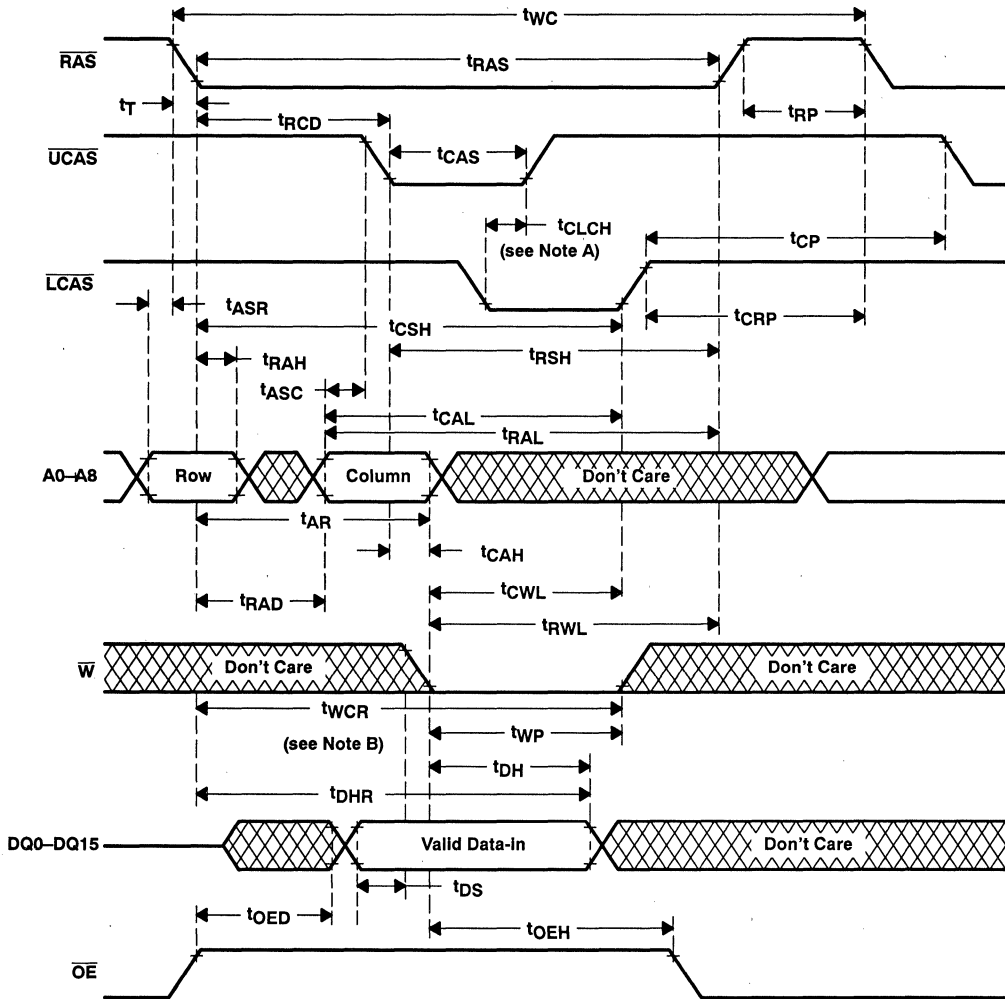 tWC
RAS
tRAS
tT
tRP
tRCD
UCAS
tCAS
tCLCH
(see Note A)
tCP
LCAS
tASR
tCSH
tCRP
tRAH
tRSH
tASC
tCAL
tRAL
A0–A8
Row
Column
Don't Care
tAR
tCAH
tCWL
tRAD
tRWL
W
Don't Care
Don't Care
tWCR
(see Note B)
tWP
tDH
tDHR
DQ0–DQ15
Valid Data-in
Don't Care
tDS
tOED
tOEH
OE